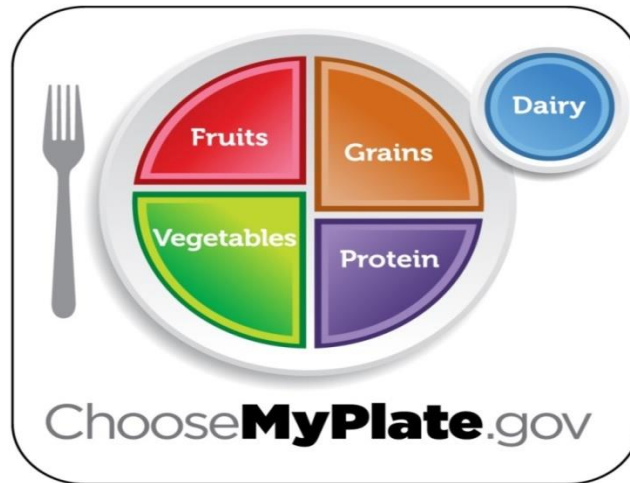 Dairy
Fruits
Grains
Vegetables
Protein
ChooseMyPlate.gov